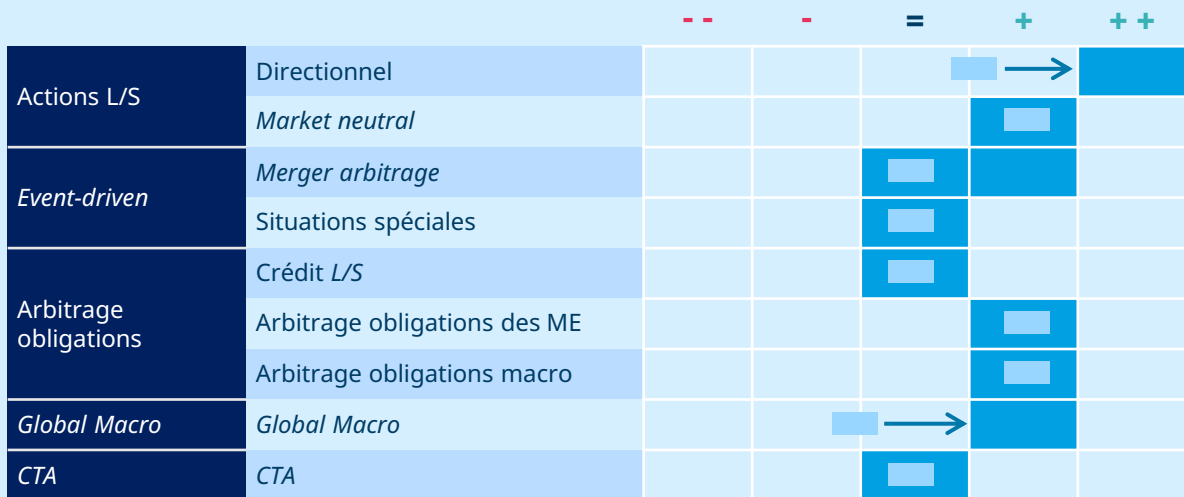 - - - = + + +
Actions L/S
Directionnel
Market neutral
Event-driven
Merger arbitrage
Situations spéciales
Arbitrage
obligations
Crédit L/S
Arbitrage obligations des ME
Arbitrage obligations macro
Global Macro Global Macro
CTA CTA